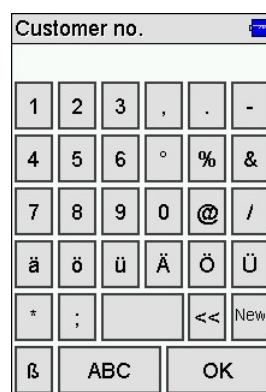 Customer no.
1 2 3 , . -
4 5 6 ° % &
7 8 9 0 @ /
ä ö ü Ä Ö Ü
* ; << New
ß ABC OK